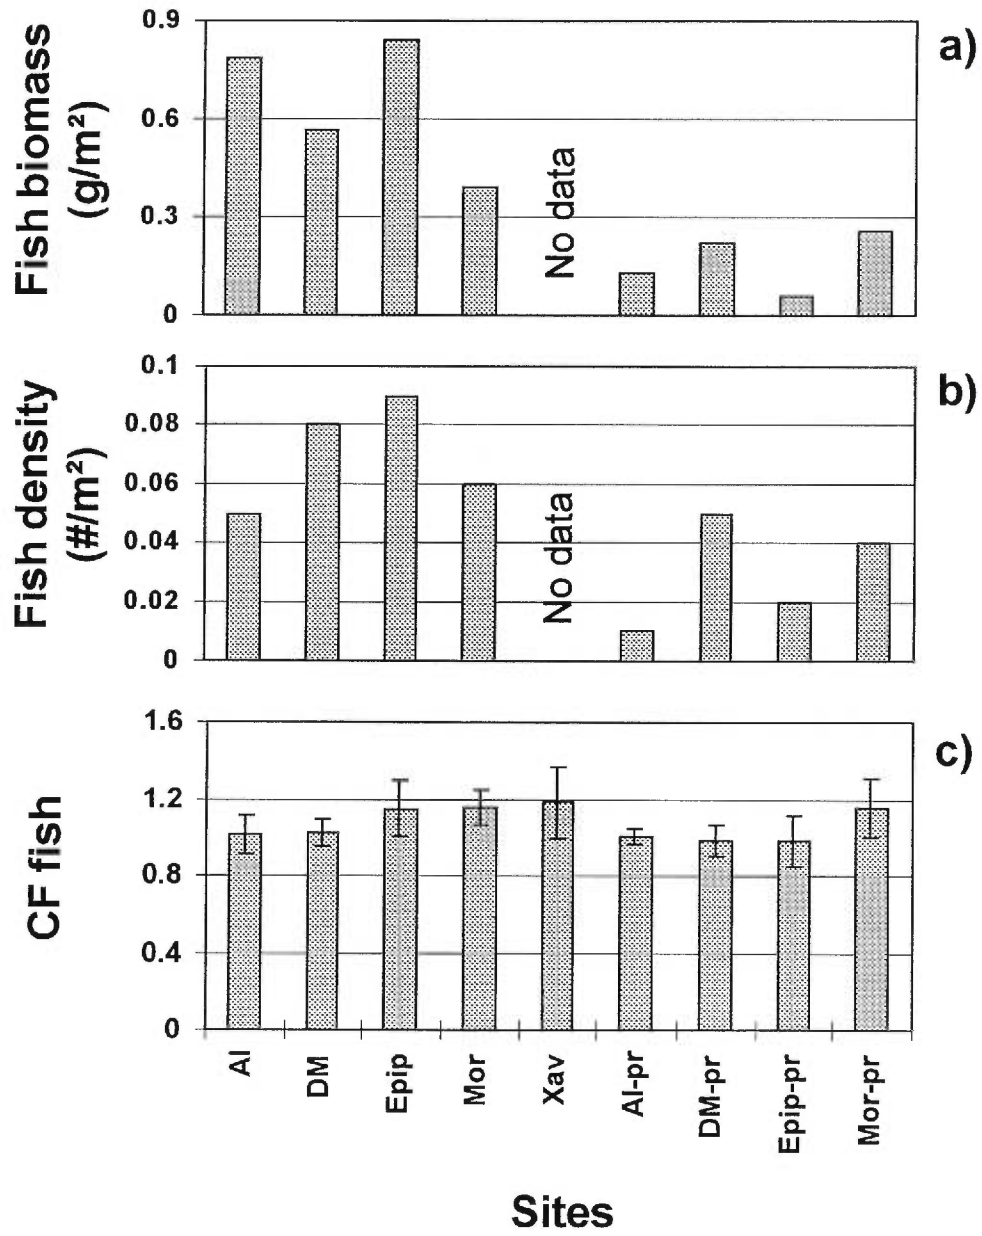 Fish biomass
(g/m²)
0.9
0.6
0.3
0
No data
a)
Fish density
(#/m²)
0.1
0.08
0.06
0.04
0.02
0
No data
b)
CF fish
1.6
1.2
0.8
0.4
0
c)
Al
DM
Epip
Mor
Xav
Al-pr
DM-pr
Epip-pr
Mor-pr
Sites